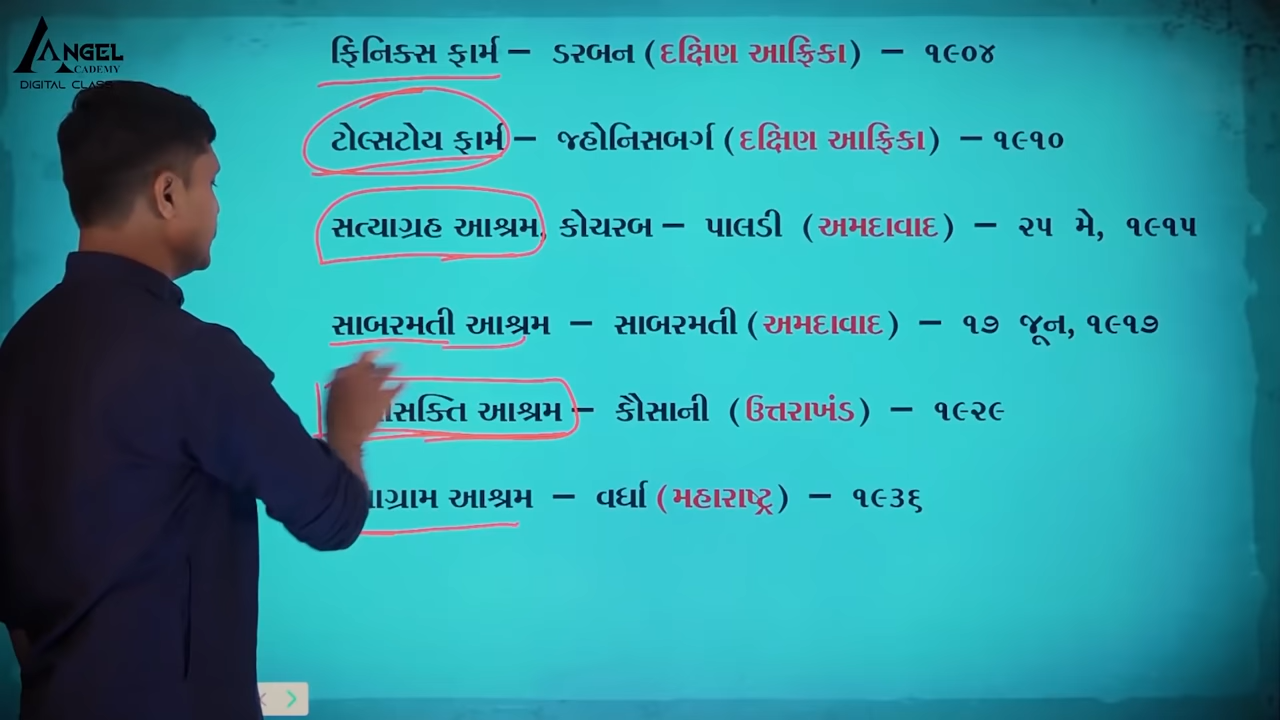 ANGEL
ACADEMY
DIGITAL CLASS
ફિનિક્સ ફાર્મ – ડરબન (દક્ષિણ આફ્રિકા) – ૧૯૦૪
ટોલ્સટોય ફાર્મ – જ્હોનિસબર્ગ (દક્ષિણ આફ્રિકા) – ૧૯૧૦
સત્યાગ્રહ આશ્રમ, કોચરબ – પાલડી (અમદાવાદ) – ૨૫ મે, ૧૯૧૫
સાબરમતી આશ્રમ – સાબરમતી (અમદાવાદ) – ૧૭ જૂન, ૧૯૧૭
આશ્રમ – કૌસાની (ઉત્તરાખંડ) – ૧૯૨૯
આશ્રમ – વર્ધા (મહારાષ્ટ્ર) – ૧૯૩૬